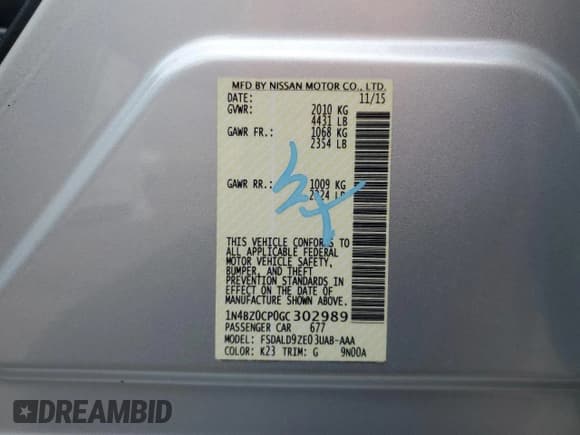 MFD BY NISSAN MOTOR CO., LTD.
DATE: 11/15
GVWR: 2010 KG
4431 LB
GAWR FR.: 1068 KG
2354 LB
GAWR RR.: 1009 KG
2224 LB
THIS VEHICLE CONFORMS TO
ALL APPLICABLE FEDERAL
MOTOR VEHICLE SAFETY,
BUMPER, AND THEFT
PREVENTION STANDARDS IN
EFFECT ON THE DATE OF
MANUFACTURE SHOWN ABOVE.
1N4BZ0CP0GC302989
PASSENGER CAR 677
MODEL: FSDALD9ZE03UAB-AAA
COLOR: K23 TRIM: G 9N00A
DREAMBID